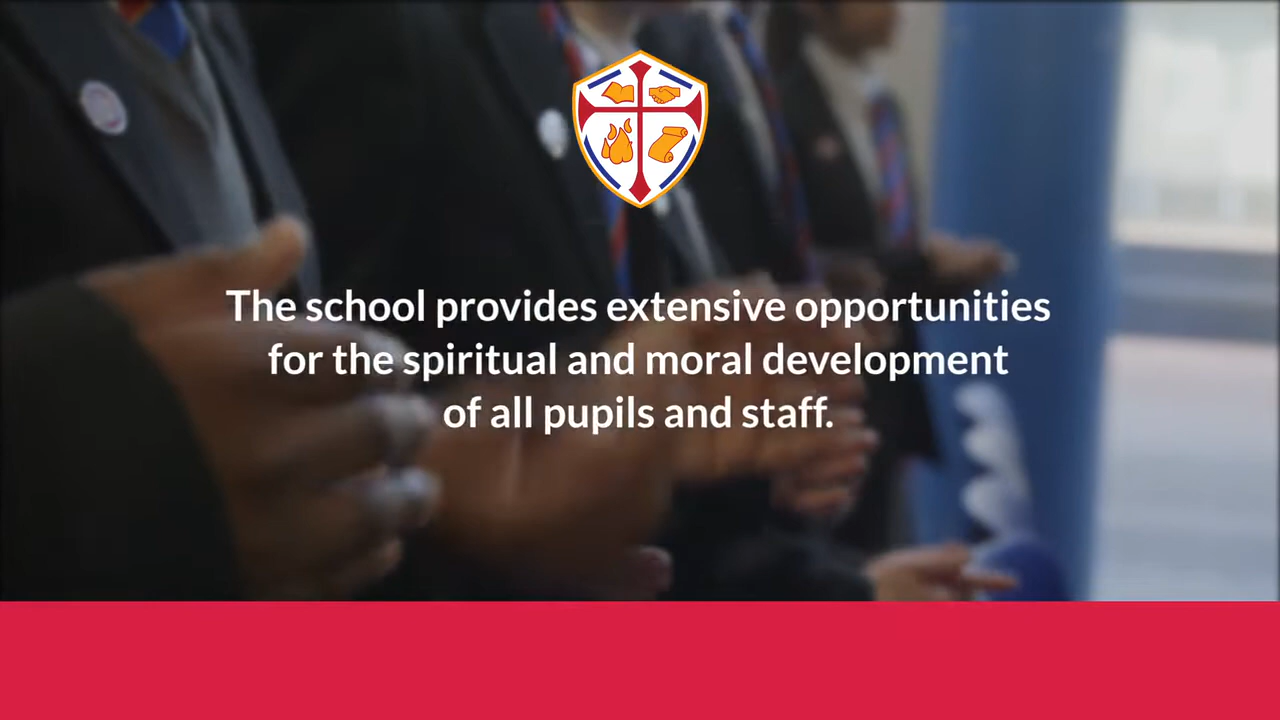 The school provides extensive opportunities
for the spiritual and moral development
of all pupils and staff.